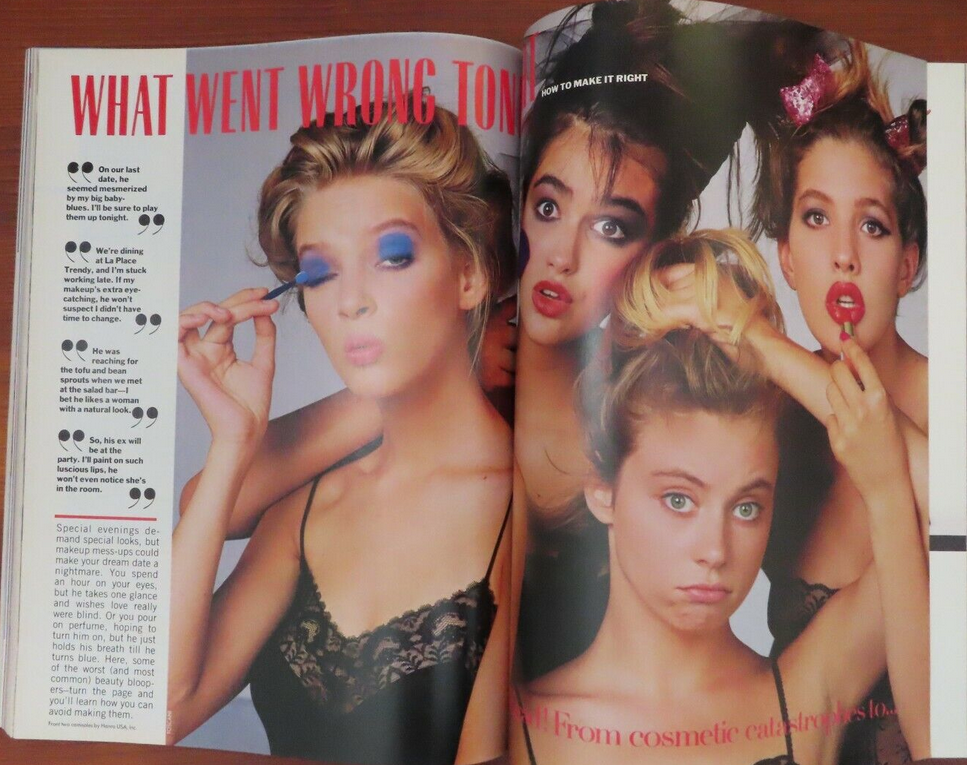 WHAT WENT WRONG TON
HOW TO MAKE IT RIGHT
“ On our last
date, he
seemed mesmerized
by my big baby-
blues. I'll be sure to play
them up tonight. ”
“ We're dining
at La Place
Trendy, and I'm stuck
working late. If my
makeup's extra eye-
catching, he won't
suspect I didn't have
time to change. ”
“ He was
reaching for
the tofu and bean
sprouts when we met
at the salad bar—I
bet he likes a woman
with a natural look. ”
“ So, his ex will
be at the
party. I'll paint on such
luscious lips, he
won't even notice she's
in the room. ”
Special evenings de-
mand special looks, but
makeup mess-ups could
make your dream date a
nightmare. You spend
an hour on your eyes,
but he takes one glance
and wishes love really
were blind. Or you pour
on perfume, hoping to
turn him on, but he just
holds his breath till he
turns blue. Here, some
of the worst (and most
common) beauty bloop-
ers—turn the page and
you'll learn how you can
avoid making them.
Front two camisoles by Hanro USA, Inc.
From cosmetic catastrophes to...